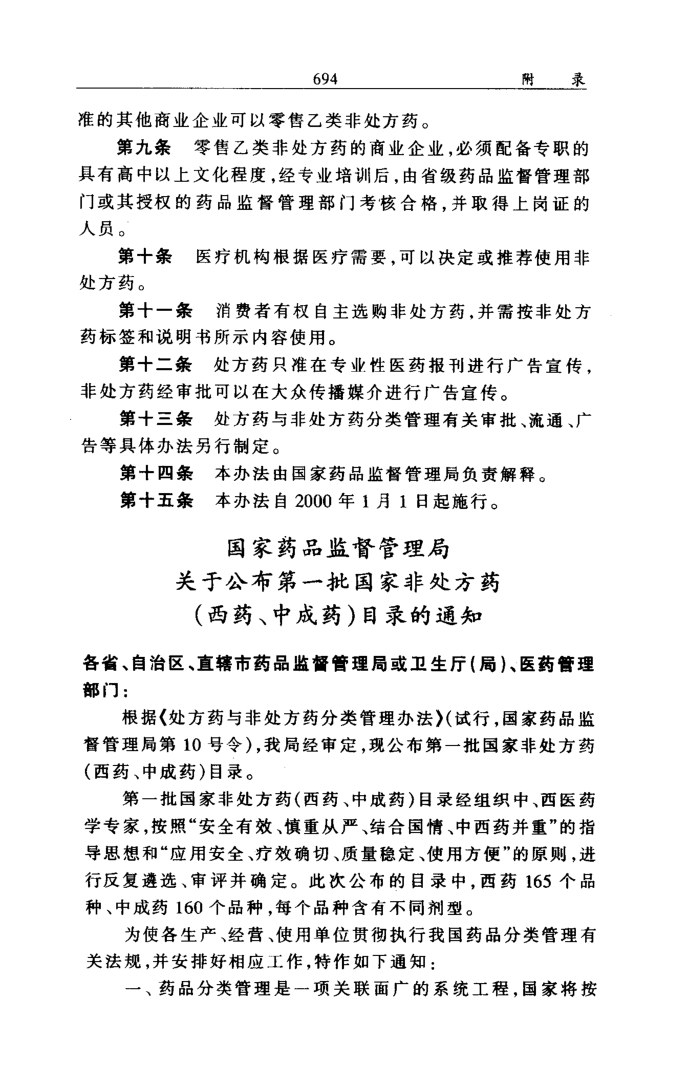 694
附 录
准的其他商业企业可以零售乙类非处方药。
第九条 零售乙类非处方药的商业企业,必须配备专职的
具有高中以上文化程度,经专业培训后,由省级药品监督管理部
门或其授权的药品监督管理部门考核合格,并取得上岗证的
人员。
第十条 医疗机构根据医疗需要,可以决定或推荐使用非
处方药。
第十一条 消费者有权自主选购非处方药,并需按非处方
药标签和说明书所示内容使用。
第十二条 处方药只准在专业性医药报刊进行广告宣传,
非处方药经审批可以在大众传播媒介进行广告宣传。
第十三条 处方药与非处方药分类管理有关审批、流通、广
告等具体办法另行制定。
第十四条 本办法由国家药品监督管理局负责解释。
第十五条 本办法自 2000 年 1 月 1 日起施行。
国家药品监督管理局
关于公布第一批国家非处方药
(西药、中成药)目录的通知
各省、自治区、直辖市药品监督管理局或卫生厅(局)、医药管理
部门:
根据《处方药与非处方药分类管理办法》(试行,国家药品监
督管理局第 10 号令),我局经审定,现公布第一批国家非处方药
(西药、中成药)目录。
第一批国家非处方药(西药、中成药)目录经组织中、西医药
学专家,按照“安全有效、慎重从严、结合国情、中西药并重”的指
导思想和“应用安全、疗效确切、质量稳定、使用方便”的原则,进
行反复遴选、审评并确定。此次公布的目录中,西药 165 个品
种、中成药 160 个品种,每个品种含有不同剂型。
为使各生产、经营、使用单位贯彻执行我国药品分类管理有
关法规,并安排好相应工作,特作如下通知:
一、药品分类管理是一项关联面广的系统工程,国家将按